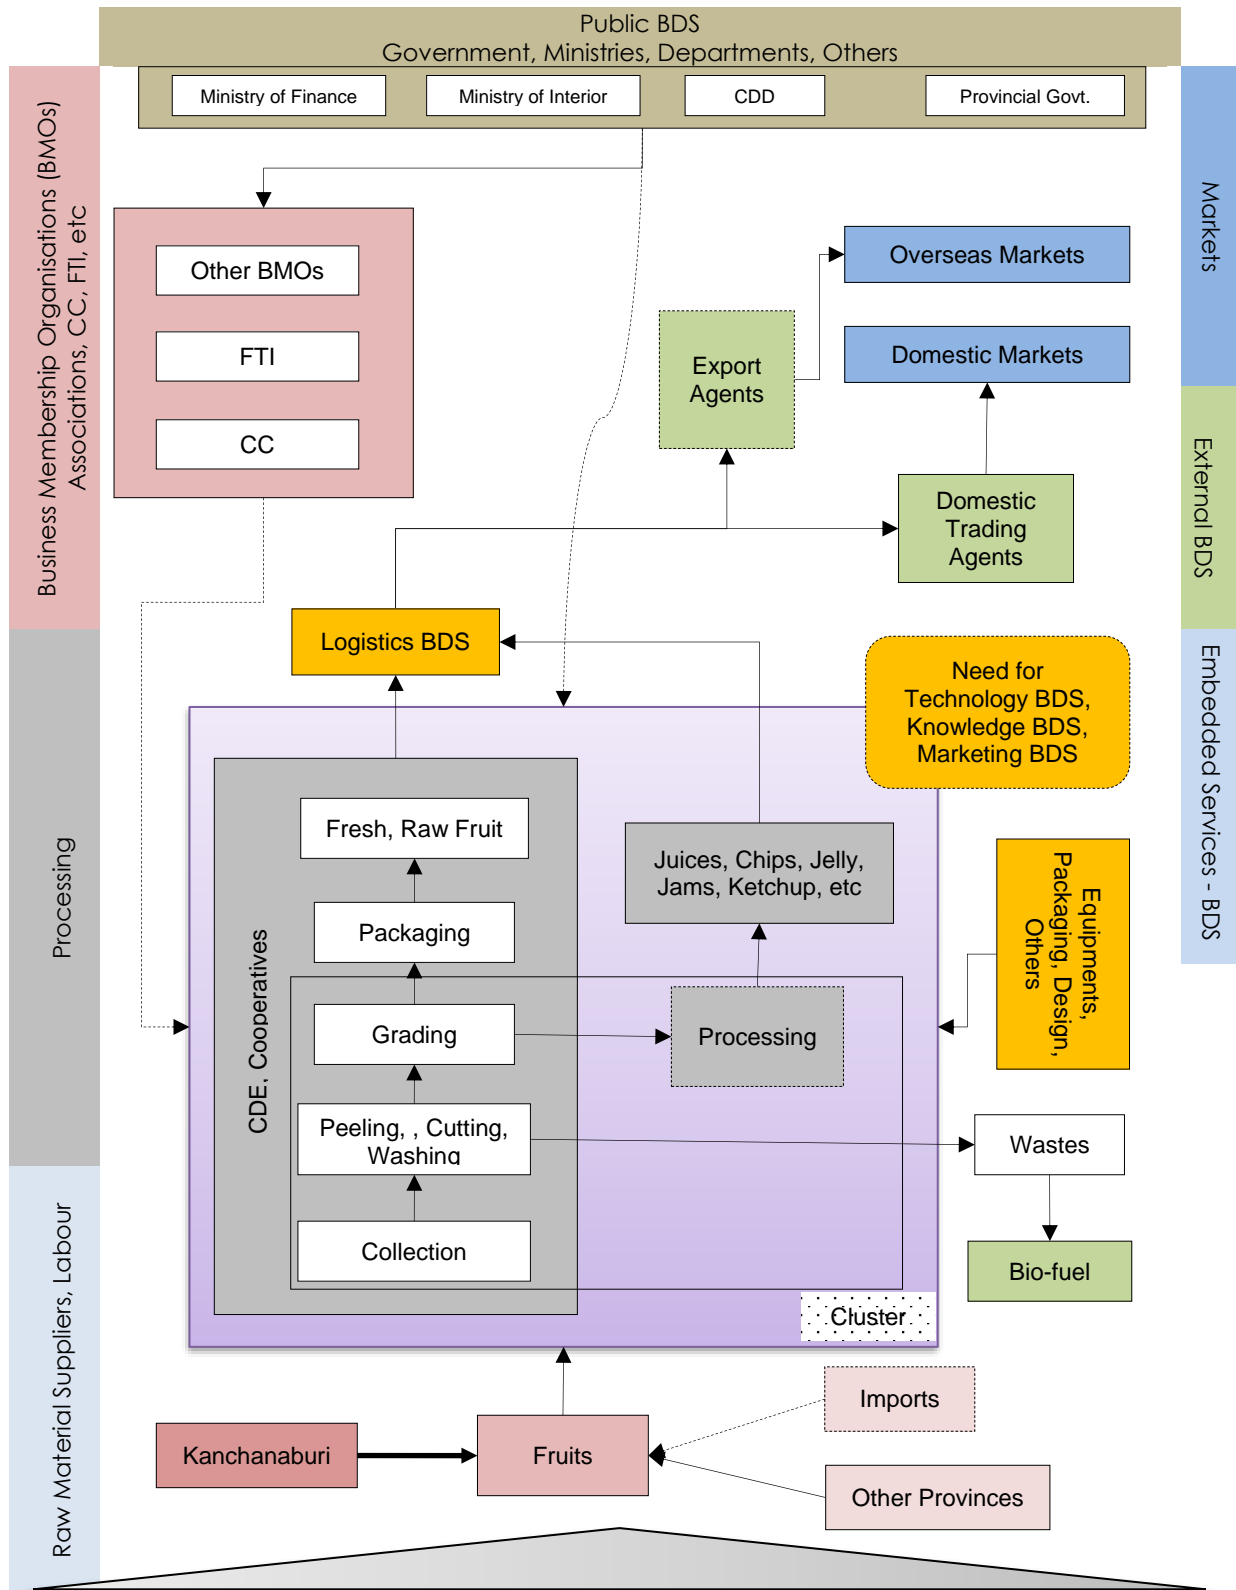 Public BDS
Government, Ministries, Departments, Others
Ministry of Finance
Ministry of Interior
CDD
Provincial Govt.
Business Membership Organisations (BMOs)
Associations, CC, FTI, etc
Other BMOs
FTI
CC
Markets
Overseas Markets
Domestic Markets
Export
Agents
External BDS
Domestic
Trading
Agents
Logistics BDS
Need for
Technology BDS,
Knowledge BDS,
Marketing BDS
Embedded Services - BDS
Processing
CDE, Cooperatives
Fresh, Raw Fruit
Packaging
Grading
Peeling, , Cutting,
Washing
Collection
Juices, Chips, Jelly,
Jams, Ketchup, etc
Processing
Equipments,
Packaging, Design,
Others
Wastes
Bio-fuel
Cluster
Raw Material Suppliers, Labour
Kanchanaburi
Fruits
Imports
Other Provinces